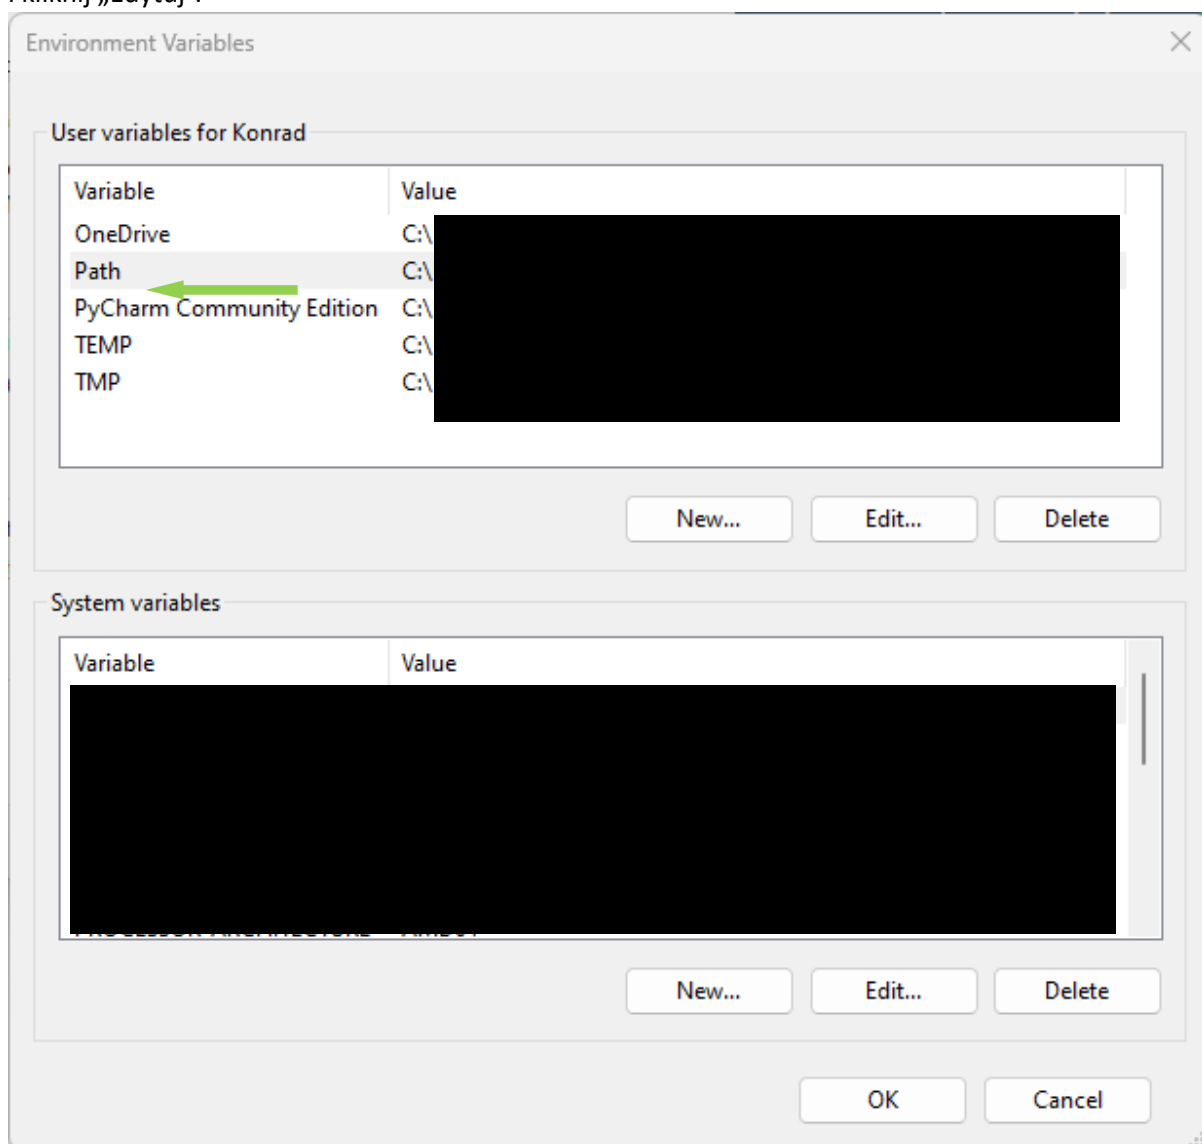 Environment Variables
User variables for Konrad
Variable Value
OneDrive C:\
Path C:\
PyCharm Community Edition C:\
TEMP C:\
TMP C:\
New... Edit... Delete
System variables
Variable Value
New... Edit... Delete
OK Cancel